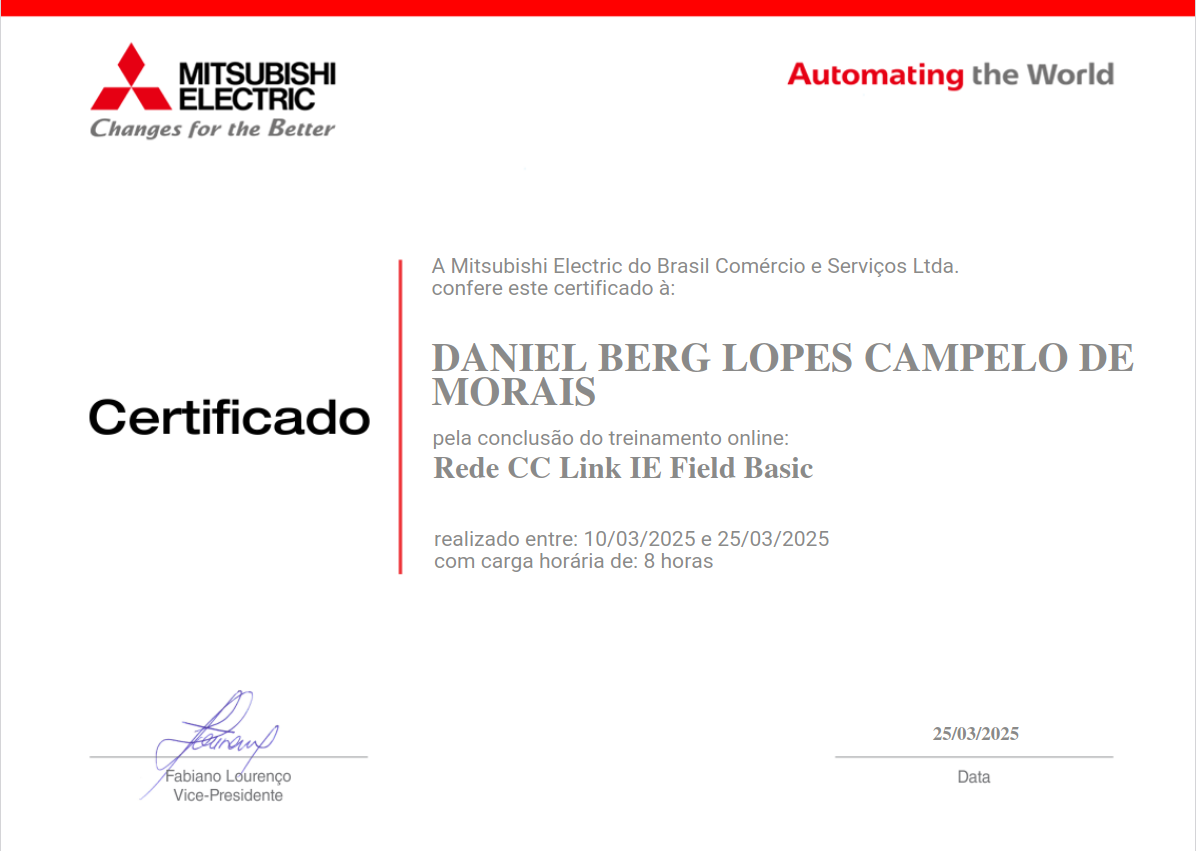 MITSUBISHI
ELECTRIC
Changes for the Better
Automating the World
A Mitsubishi Electric do Brasil Comércio e Serviços Ltda.
confere este certificado à:
DANIEL BERG LOPES CAMPELO DE
MORAIS
Certificado
pela conclusão do treinamento online:
Rede CC Link IE Field Basic
realizado entre: 10/03/2025 e 25/03/2025
com carga horária de: 8 horas
Fabiano Lourenço
Vice-Presidente
25/03/2025
Data